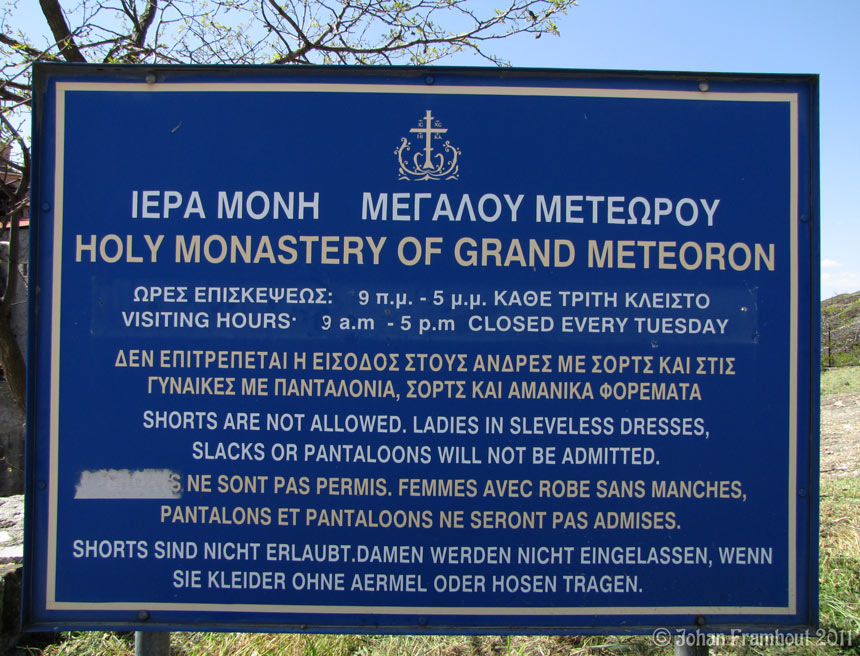 ΙΕΡΑ ΜΟΝΗ ΜΕΓΑΛΟΥ ΜΕΤΕΩΡΟΥ
HOLY MONASTERY OF GRAND METEORON
ΩΡΕΣ ΕΠΙΣΚΕΨΕΩΣ: 9 π.μ. - 5 μ.μ. ΚΑΘΕ ΤΡΙΤΗ ΚΛΕΙΣΤΟ
VISITING HOURS· 9 a.m - 5 p.m CLOSED EVERY TUESDAY
ΔΕΝ ΕΠΙΤΡΕΠΕΤΑΙ Η ΕΙΣΟΔΟΣ ΣΤΟΥΣ ΑΝΔΡΕΣ ΜΕ ΣΟΡΤΣ ΚΑΙ ΣΤΙΣ
ΓΥΝΑΙΚΕΣ ΜΕ ΠΑΝΤΑΛΟΝΙΑ, ΣΟΡΤΣ ΚΑΙ ΑΜΑΝΙΚΑ ΦΟΡΕΜΑΤΑ
SHORTS ARE NOT ALLOWED. LADIES IN SLEVELESS DRESSES,
SLACKS OR PANTALOONS WILL NOT BE ADMITTED.
S NE SONT PAS PERMIS. FEMMES AVEC ROBE SANS MANCHES,
PANTALONS ET PANTALOONS NE SERONT PAS ADMISES.
SHORTS SIND NICHT ERLAUBT.DAMEN WERDEN NICHT EINGELASSEN, WENN
SIE KLEIDER OHNE AERMEL ODER HOSEN TRAGEN.
© Johan Framhout 2011